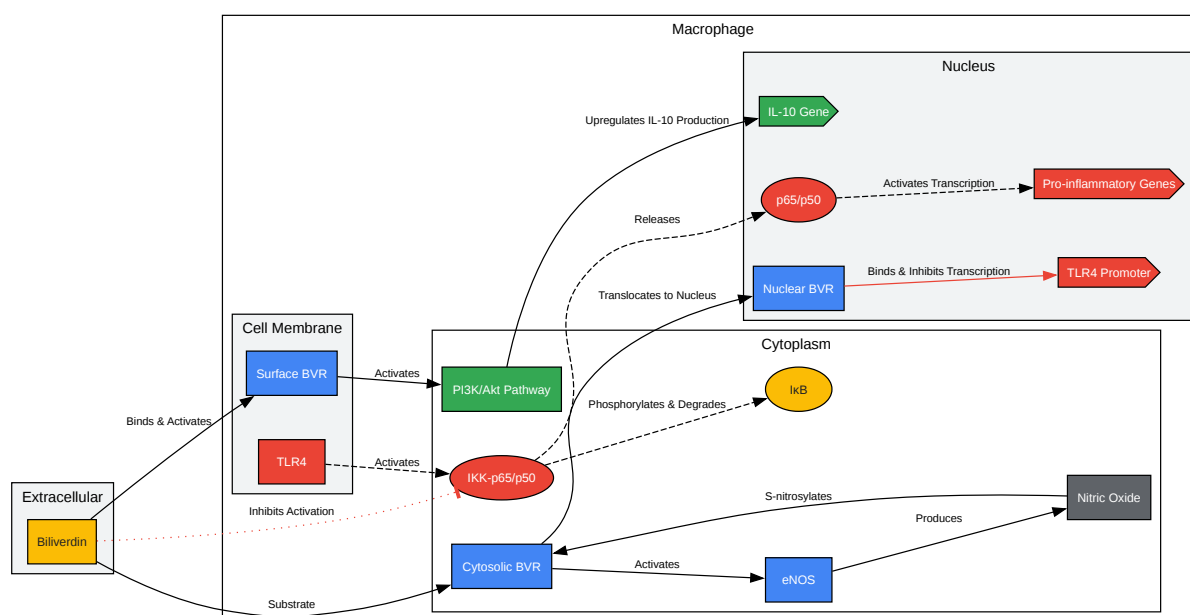 Macrophage
Nucleus
IL-10 Gene
Upregulates IL-10 Production
p65/p50
Activates Transcription
Pro-inflammatory Genes
Releases
Nuclear BVR
Binds & Inhibits Transcription
TLR4 Promoter
Translocates to Nucleus
Cell Membrane
Cytoplasm
Surface BVR
Activates
PI3K/Akt Pathway
IκB
Phosphorylates & Degrades
Binds & Activates
TLR4
Activates
IKK-p65/p50
Extracellular
Inhibits Activation
S-nitrosylates
Nitric Oxide
Produces
Biliverdin
Cytosolic BVR
Activates
eNOS
Substrate